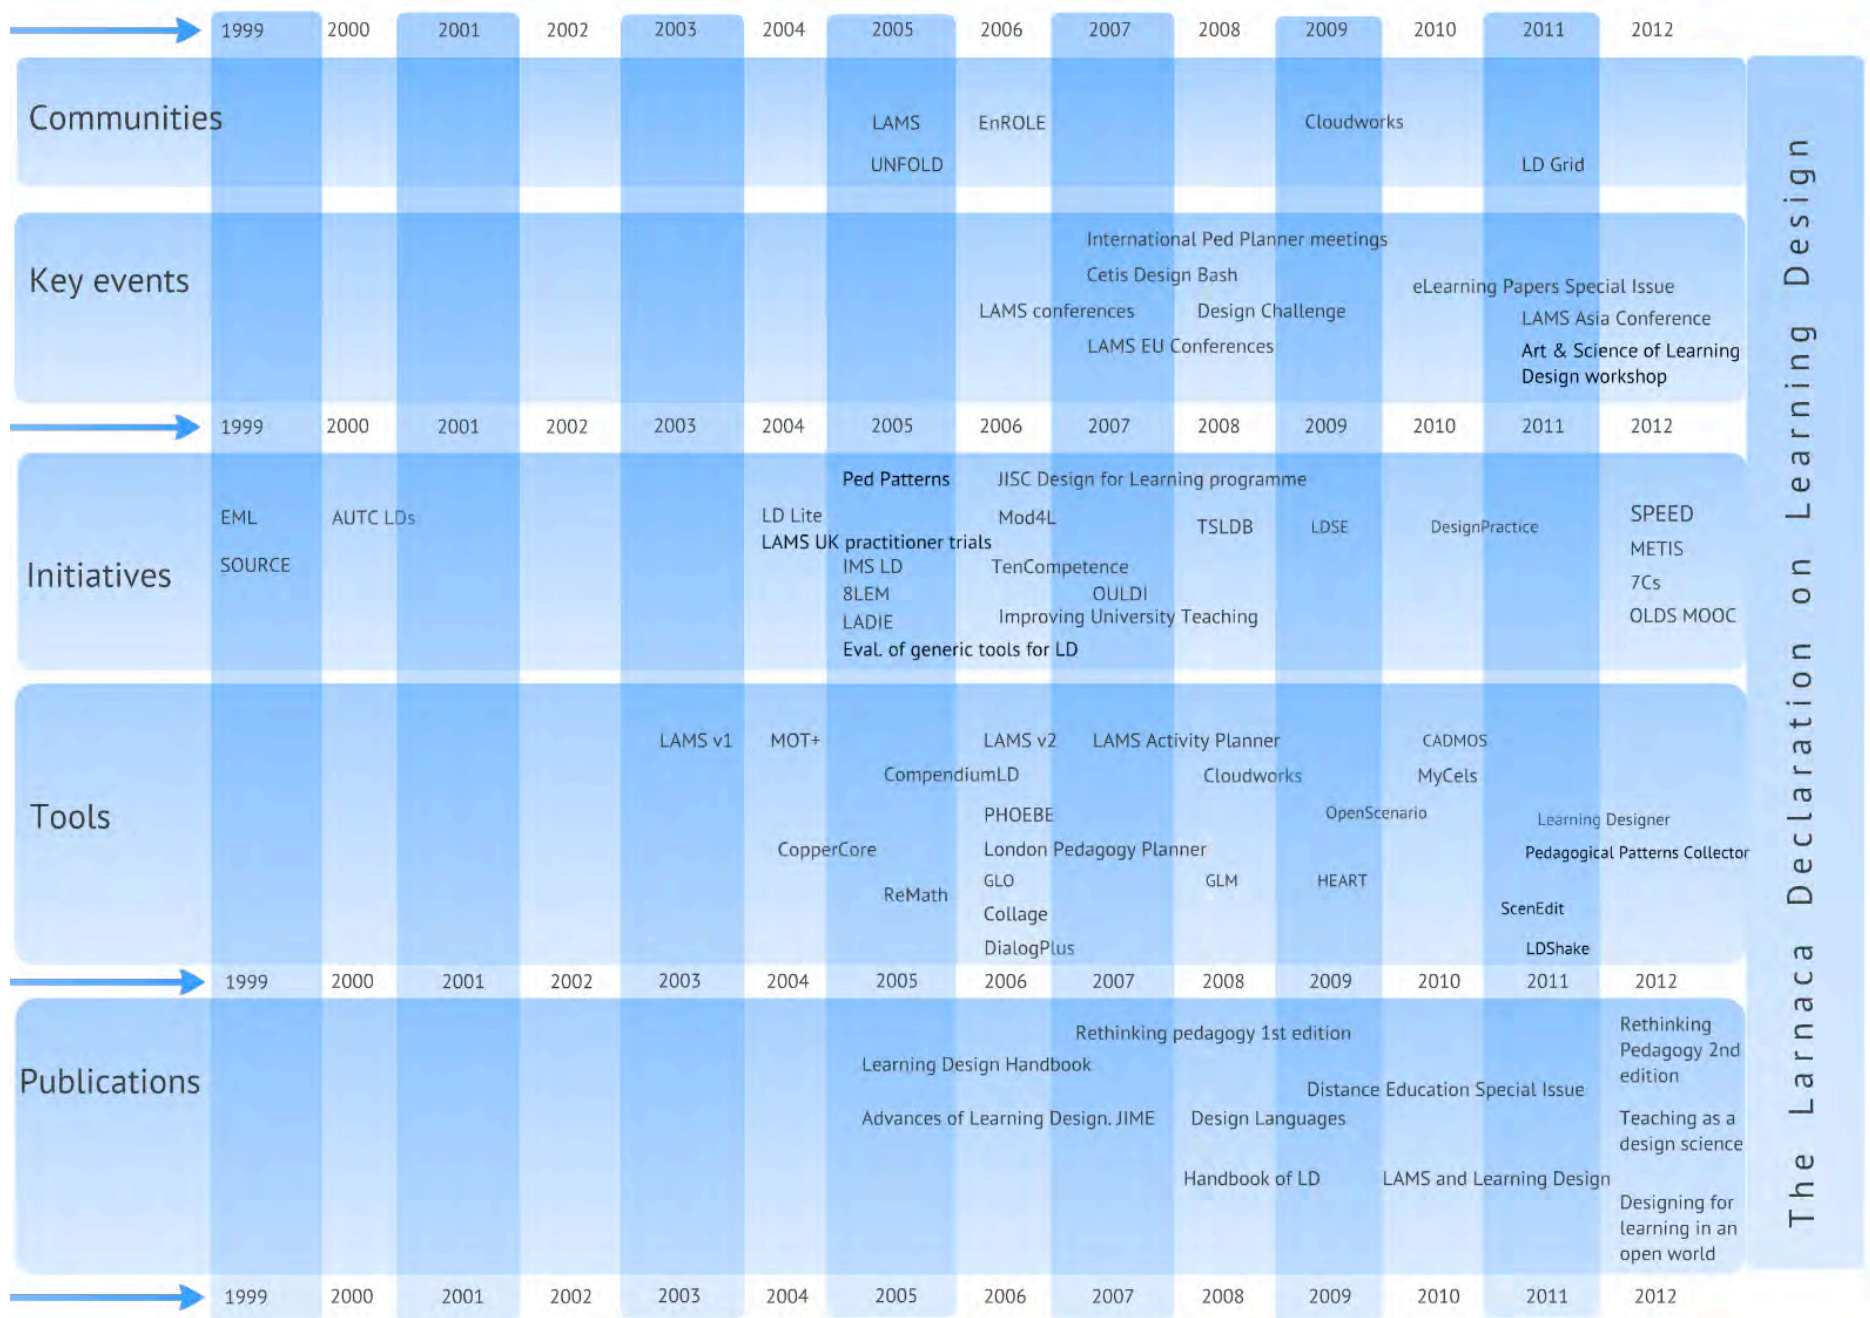 1999 2000 2001 2002 2003 2004 2005 2006 2007 2008 2009 2010 2011 2012
Communities
LAMS EnROLE Cloudworks
UNFOLD LD Grid
Key events
International Ped Planner meetings
Cetis Design Bash
eLearning Papers Special Issue
LAMS conferences Design Challenge
LAMS Asia Conference
LAMS EU Conferences
Art & Science of Learning
Design workshop
1999 2000 2001 2002 2003 2004 2005 2006 2007 2008 2009 2010 2011 2012
Initiatives
Ped Patterns JISC Design for Learning programme
EML AUTC LDs LD Lite Mod4L TSLDB LDSE DesignPractice SPEED
LAMS UK practitioner trials METIS
SOURCE IMS LD TenCompetence 7Cs
8LEM OULDI
LADIE Improving University Teaching OLDS MOOC
Eval. of generic tools for LD
Tools
LAMS v1 MOT+ LAMS v2 LAMS Activity Planner CADMOS
CompendiumLD Cloudworks MyCels
PHOEBE OpenScenario Learning Designer
CopperCore London Pedagogy Planner Pedagogical Patterns Collector
GLO GLM HEART
ReMath
Collage ScenEdit
DialogPlus LDShake
1999 2000 2001 2002 2003 2004 2005 2006 2007 2008 2009 2010 2011 2012
Publications
Rethinking pedagogy 1st edition
Learning Design Handbook
Distance Education Special Issue
Advances of Learning Design. JIME Design Languages
Handbook of LD LAMS and Learning Design
Rethinking
Pedagogy 2nd
edition
Teaching as a
design science
Designing for
learning in an
open world
1999 2000 2001 2002 2003 2004 2005 2006 2007 2008 2009 2010 2011 2012
The Larnaca Declaration on Learning Design